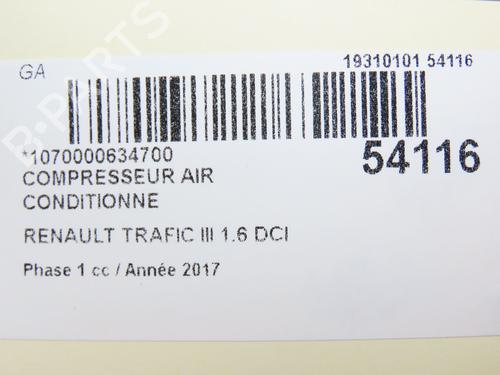 GA
19310101 54116
*1070000634700
54116
COMPRESSEUR AIR
CONDITIONNE
RENAULT TRAFIC III 1.6 DCI
Phase 1 cc / Année 2017
B-PARTS